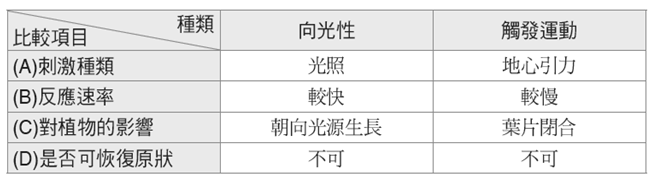 種類
比較項目 向光性 觸發運動
(A)刺激種類 光照 地心引力
(B)反應速率 較快 較慢
(C)對植物的影響 朝向光源生長 葉片閉合
(D)是否可恢復原狀 不可 不可